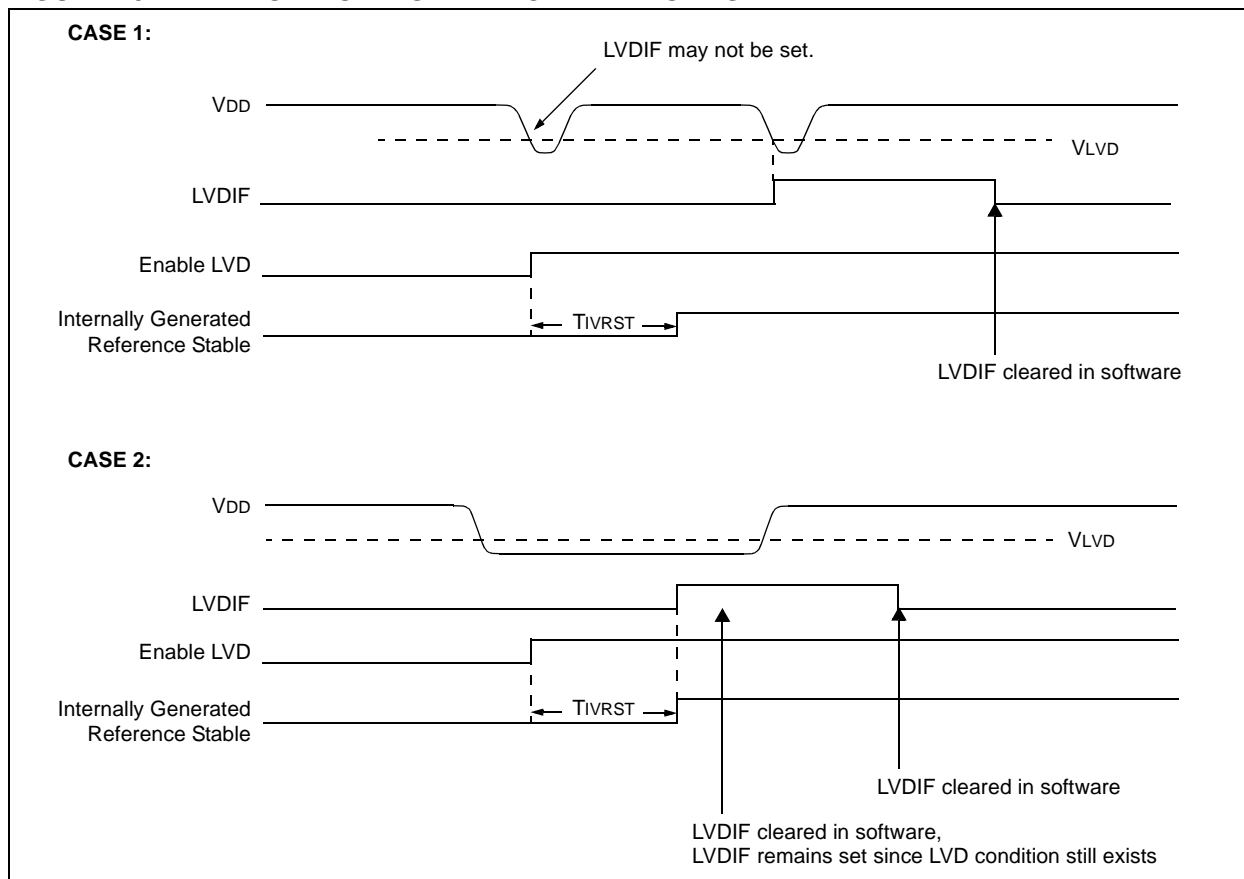 CASE 1:
LVDIF may not be set.
VDD
VLVD
LVDIF
Enable LVD
TIVRST
Internally Generated
Reference Stable
LVDIF cleared in software
CASE 2:
VDD
VLVD
LVDIF
Enable LVD
TIVRST
Internally Generated
Reference Stable
LVDIF cleared in software
LVDIF cleared in software,
LVDIF remains set since LVD condition still exists